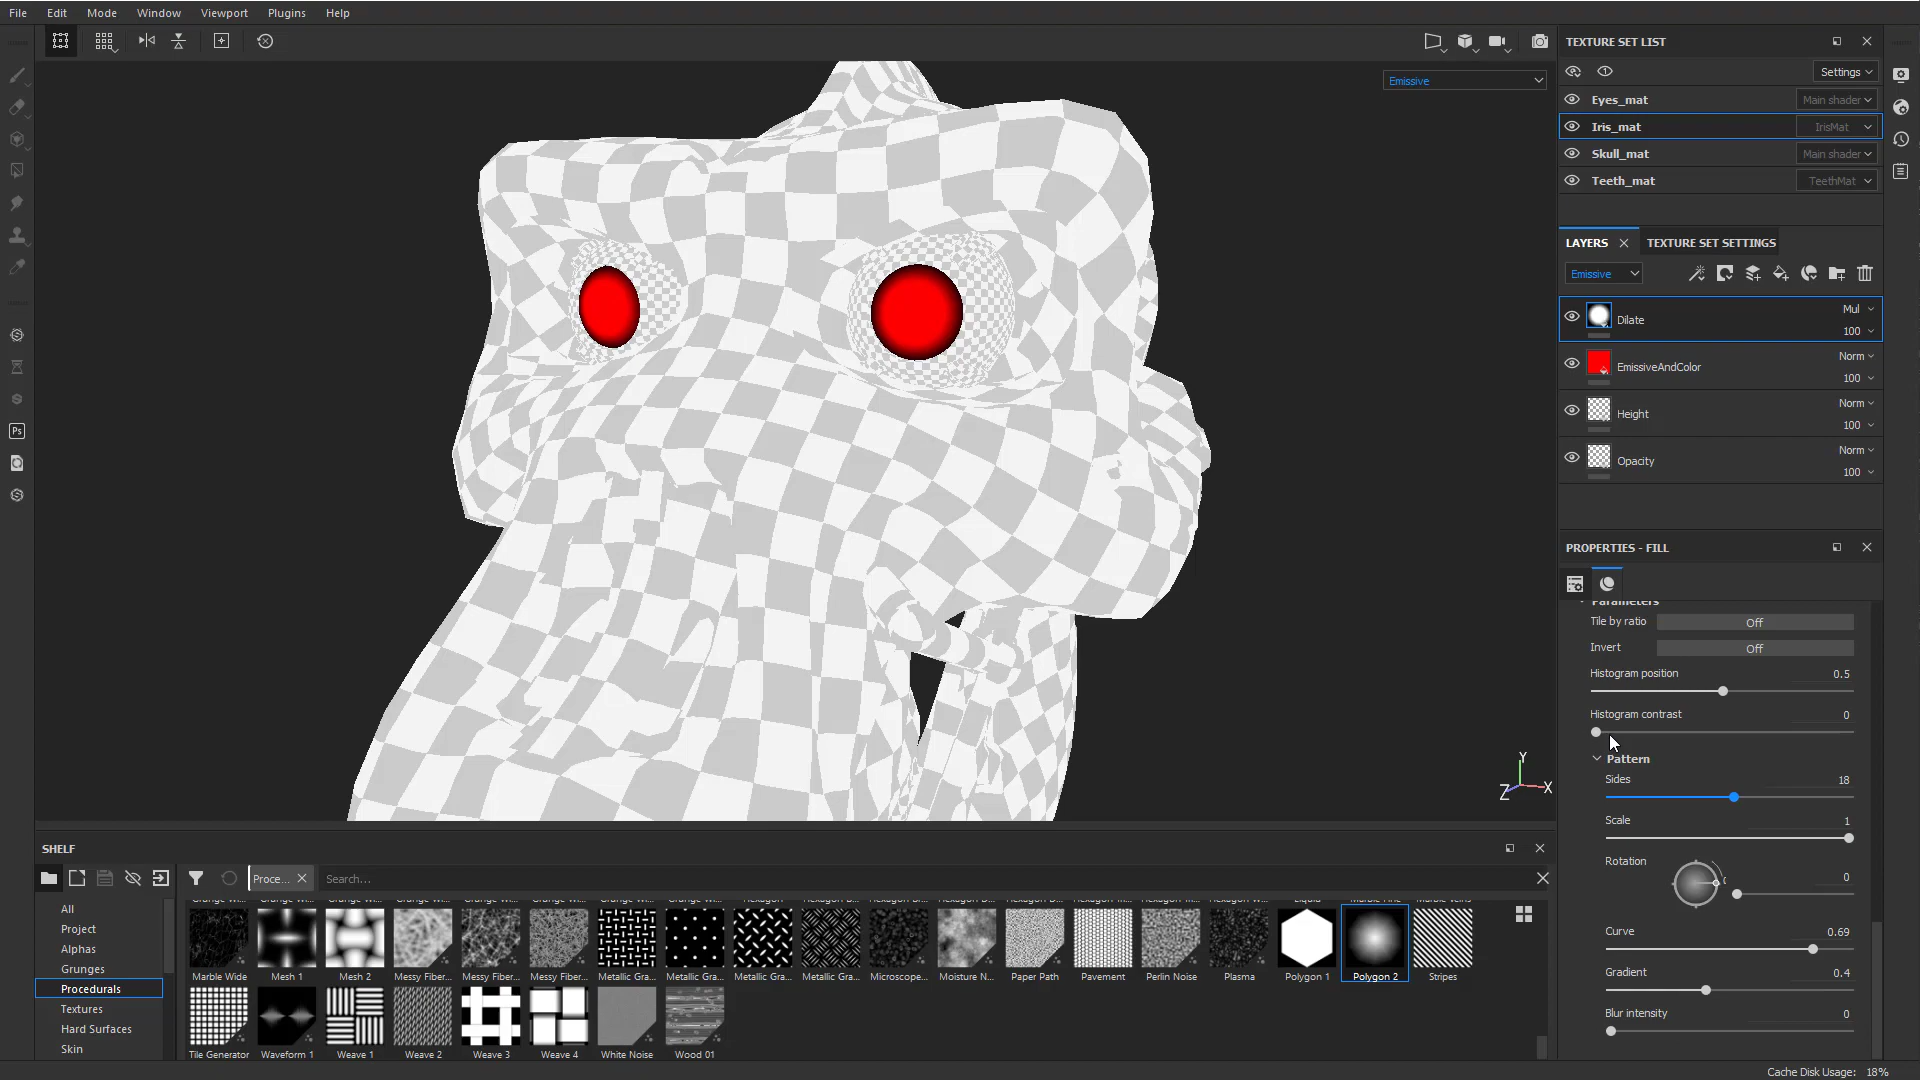 File Edit Mode Window Viewport Plugins Help
Emissive
TEXTURE SET LIST
Settings
Eyes_mat Main shader
Iris_mat IrisMat
Skull_mat Main shader
Teeth_mat TeethMat
LAYERS TEXTURE SET SETTINGS
Emissive
Dilate Mul 100
EmissiveAndColor Norm 100
Height Norm 100
Opacity Norm 100
PROPERTIES - FILL
Parameters
Tile by ratio Off
Invert Off
Histogram position 0.5
Histogram contrast 0
Pattern
Sides 18
Scale 1
Rotation 0
Curve 0.69
Gradient 0.4
Blur intensity 0
Y
Z X
Ps
SHELF
Proce... Search...
All
Project
Alphas
Grunges
Procedurals
Textures
Hard Surfaces
Skin
Marble Wide Mesh 1 Mesh 2 Messy Fiber... Messy Fiber... Messy Fiber... Metallic Gra... Metallic Gra... Metallic Gra... Metallic Gra... Microscope... Moisture N... Paper Path Pavement Perlin Noise Plasma Polygon 1 Polygon 2 Stripes
Tile Generator Waveform 1 Weave 1 Weave 2 Weave 3 Weave 4 White Noise Wood 01
Cache Disk Usage: 18%